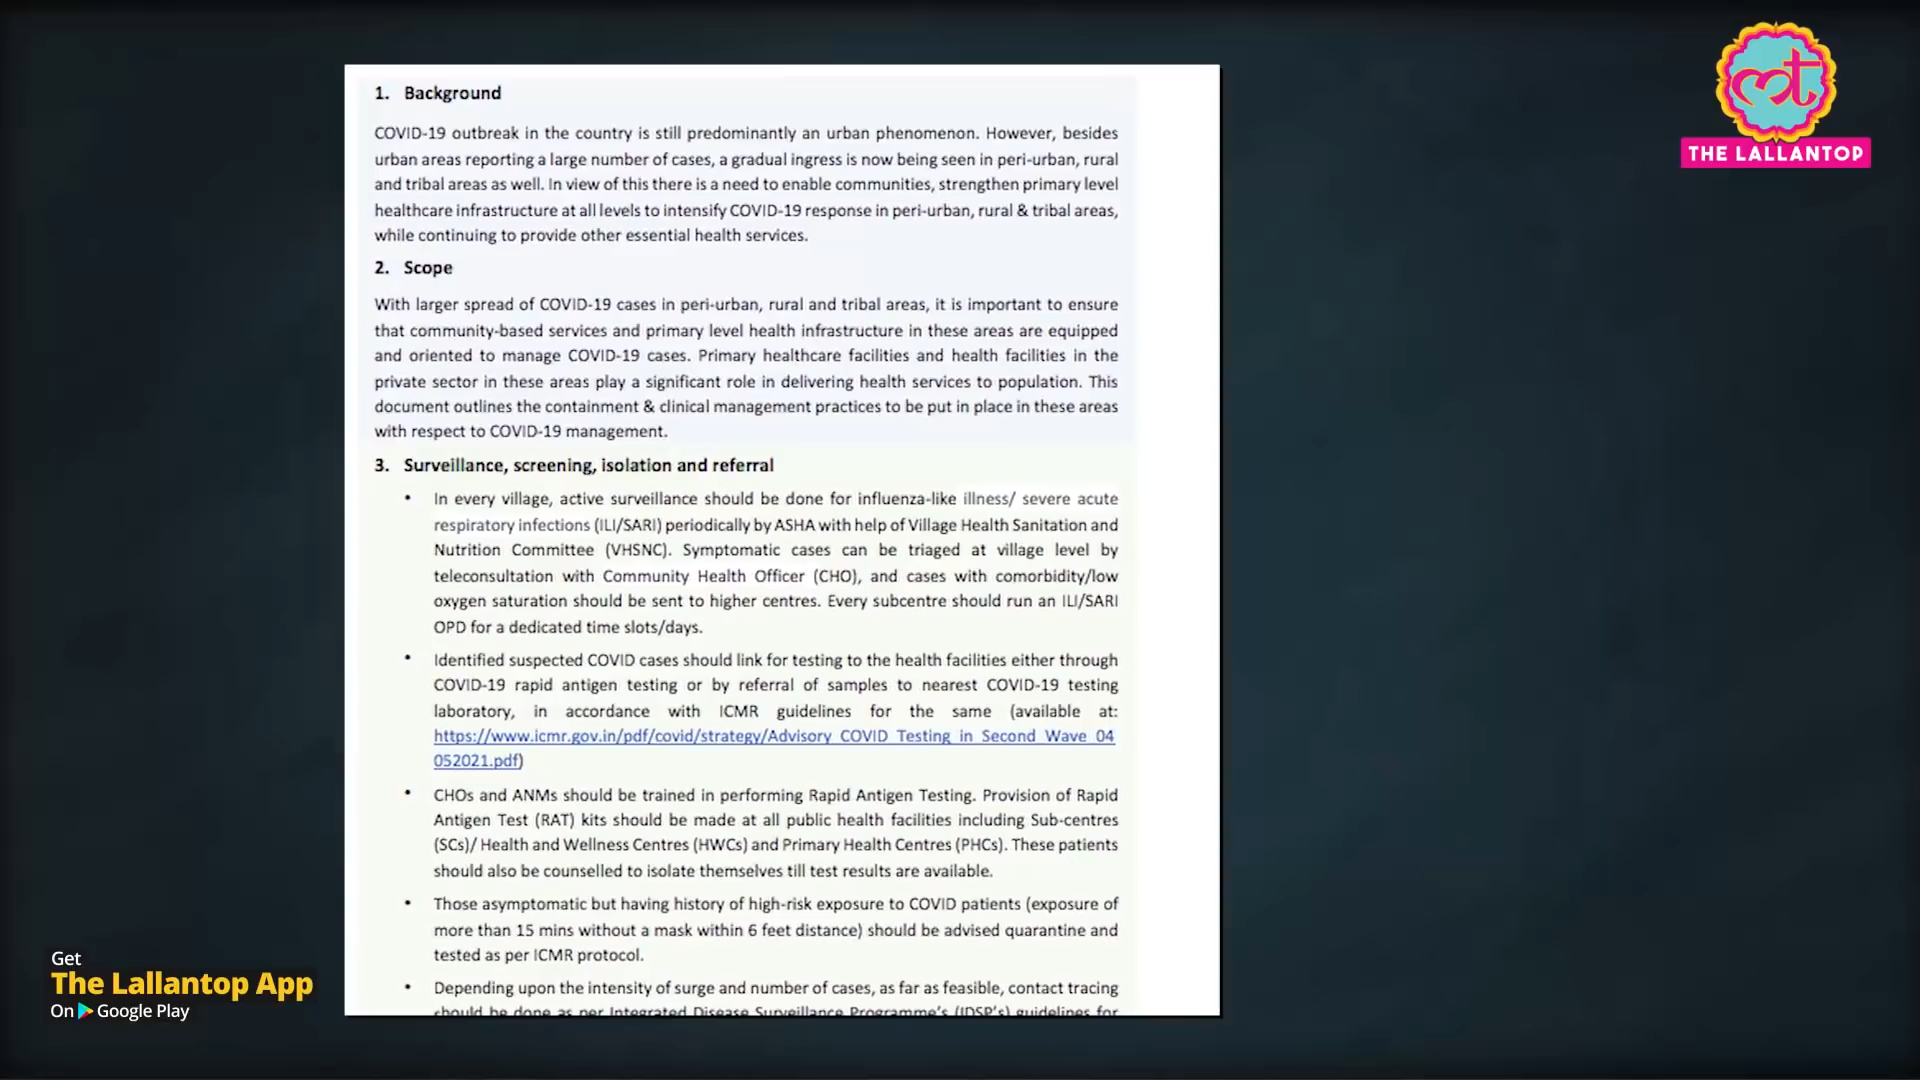 1. Background
COVID-19 outbreak in the country is still predominantly an urban phenomenon. However, besides
urban areas reporting a large number of cases, a gradual ingress is now being seen in peri-urban, rural
and tribal areas as well. In view of this there is a need to enable communities, strengthen primary level
healthcare infrastructure at all levels to intensify COVID-19 response in peri-urban, rural & tribal areas,
while continuing to provide other essential health services.
2. Scope
With larger spread of COVID-19 cases in peri-urban, rural and tribal areas, it is important to ensure
that community-based services and primary level health infrastructure in these areas are equipped
and oriented to manage COVID-19 cases. Primary healthcare facilities and health facilities in the
private sector in these areas play a significant role in delivering health services to population. This
document outlines the containment & clinical management practices to be put in place in these areas
with respect to COVID-19 management.
3. Surveillance, screening, isolation and referral
• In every village, active surveillance should be done for influenza-like illness/ severe acute
respiratory infections (ILI/SARI) periodically by ASHA with help of Village Health Sanitation and
Nutrition Committee (VHSNC). Symptomatic cases can be triaged at village level by
teleconsultation with Community Health Officer (CHO), and cases with comorbidity/low
oxygen saturation should be sent to higher centres. Every subcentre should run an ILI/SARI
OPD for a dedicated time slots/days.
• Identified suspected COVID cases should link for testing to the health facilities either through
COVID-19 rapid antigen testing or by referral of samples to nearest COVID-19 testing
laboratory, in accordance with ICMR guidelines for the same (available at:
https://www.icmr.gov.in/pdf/covid/strategy/Advisory_COVID_Testing_in_Second_Wave_04
052021.pdf)
• CHOs and ANMs should be trained in performing Rapid Antigen Testing. Provision of Rapid
Antigen Test (RAT) kits should be made at all public health facilities including Sub-centres
(SCs)/ Health and Wellness Centres (HWCs) and Primary Health Centres (PHCs). These patients
should also be counselled to isolate themselves till test results are available.
• Those asymptomatic but having history of high-risk exposure to COVID patients (exposure of
more than 15 mins without a mask within 6 feet distance) should be advised quarantine and
tested as per ICMR protocol.
• Depending upon the intensity of surge and number of cases, as far as feasible, contact tracing
should be done as per Integrated Disease Surveillance Programme's (IDSP's) guidelines for
THE LALLANTOP
Get
The Lallantop App
On Google Play